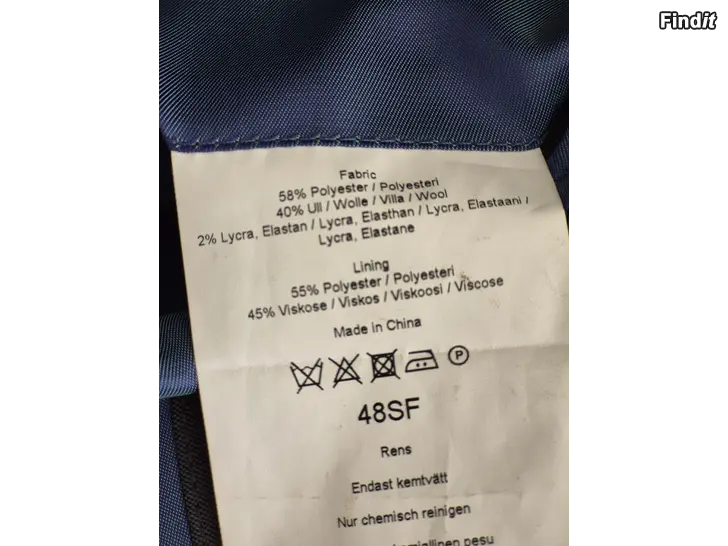 Findit
Fabric
58% Polyester / Polyesteri
40% Ull / Wolle / Villa / Wool
2% Lycra, Elastan / Lycra, Elasthan / Lycra, Elastaani /
Lycra, Elastane
Lining
55% Polyester / Polyesteri
45% Viskose / Viskos / Viskoosi / Viscose
Made in China
P
48SF
Rens
Endast kemtvätt
Nur chemisch reinigen
pesu